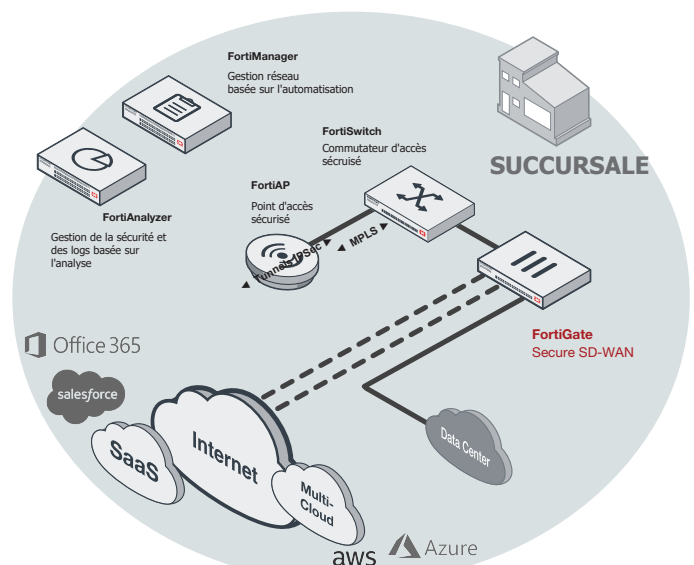 FortiManager
Gestion réseau
basée sur l'automatisation
SUCCURSALE
FortiSwitch
Commutateur d'accès
sécruisé
FortiAP
Point d'accès
sécurisé
FortiAnalyzer
Gestion de la sécurité et
des logs basée sur
l'analyse
Tunnels IPSec
MPLS
FortiGate
Secure SD-WAN
Office 365
salesforce
SaaS
Internet
Multi-
Cloud
Data Center
aws
Azure